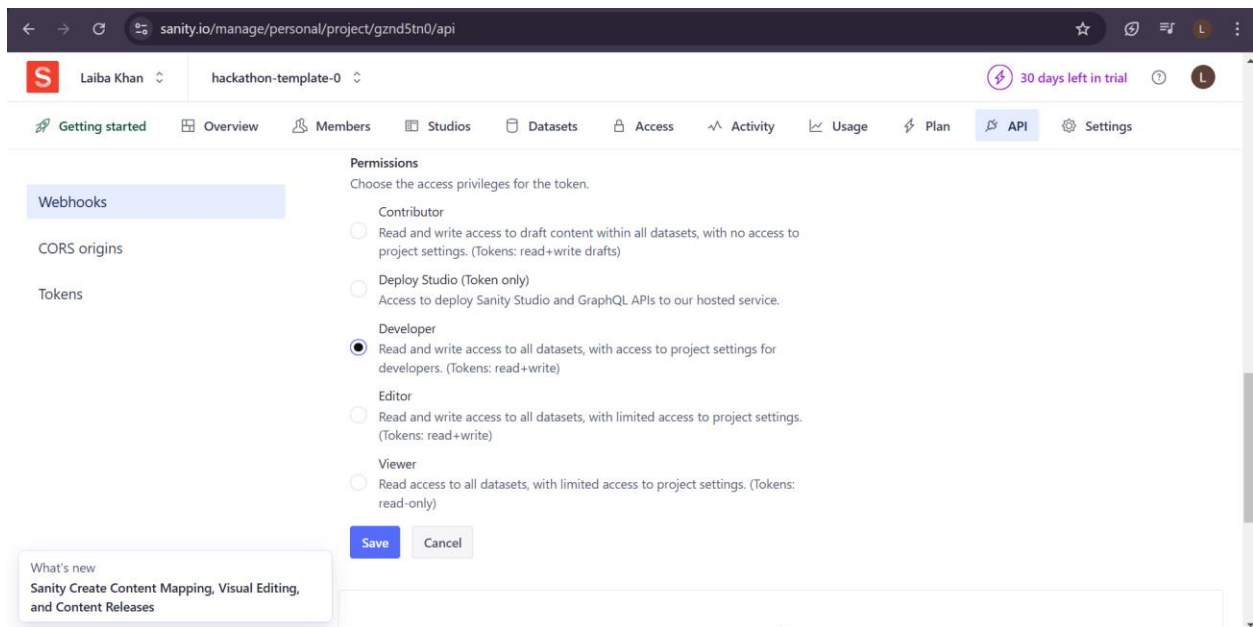 sanity.io/manage/personal/project/gznd5tn0/api
L
S Laiba Khan hackathon-template-0 30 days left in trial ? L
Getting started Overview Members Studios Datasets Access Activity Usage Plan API Settings
Permissions
Choose the access privileges for the token.
Webhooks
CORS origins
Tokens
Contributor
Read and write access to draft content within all datasets, with no access to
project settings. (Tokens: read+write drafts)
Deploy Studio (Token only)
Access to deploy Sanity Studio and GraphQL APIs to our hosted service.
Developer
Read and write access to all datasets, with access to project settings for
developers. (Tokens: read+write)
Editor
Read and write access to all datasets, with limited access to project settings.
(Tokens: read+write)
Viewer
Read access to all datasets, with limited access to project settings. (Tokens:
read-only)
Save Cancel
What's new
Sanity Create Content Mapping, Visual Editing,
and Content Releases